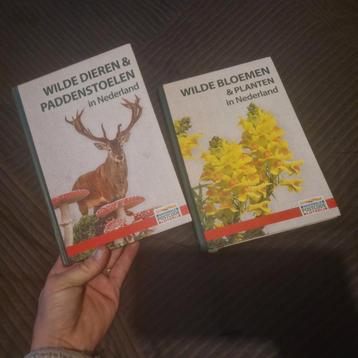 WILDE DIEREN &
PADDENSTOELEN
in Nederland
WILDE BLOEMEN
& PLANTEN
in Nederland